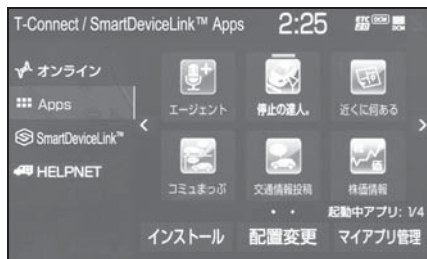 T-Connect / SmartDeviceLink™ Apps 2:25
オンライン
Apps
SmartDeviceLink™
HELPNET
エージェント 停止の達人。 近くに何ある
コミュまっぷ 交通情報投稿 株価情報
起動中アプリ: 1/4
インストール 配置変更 マイアプリ管理